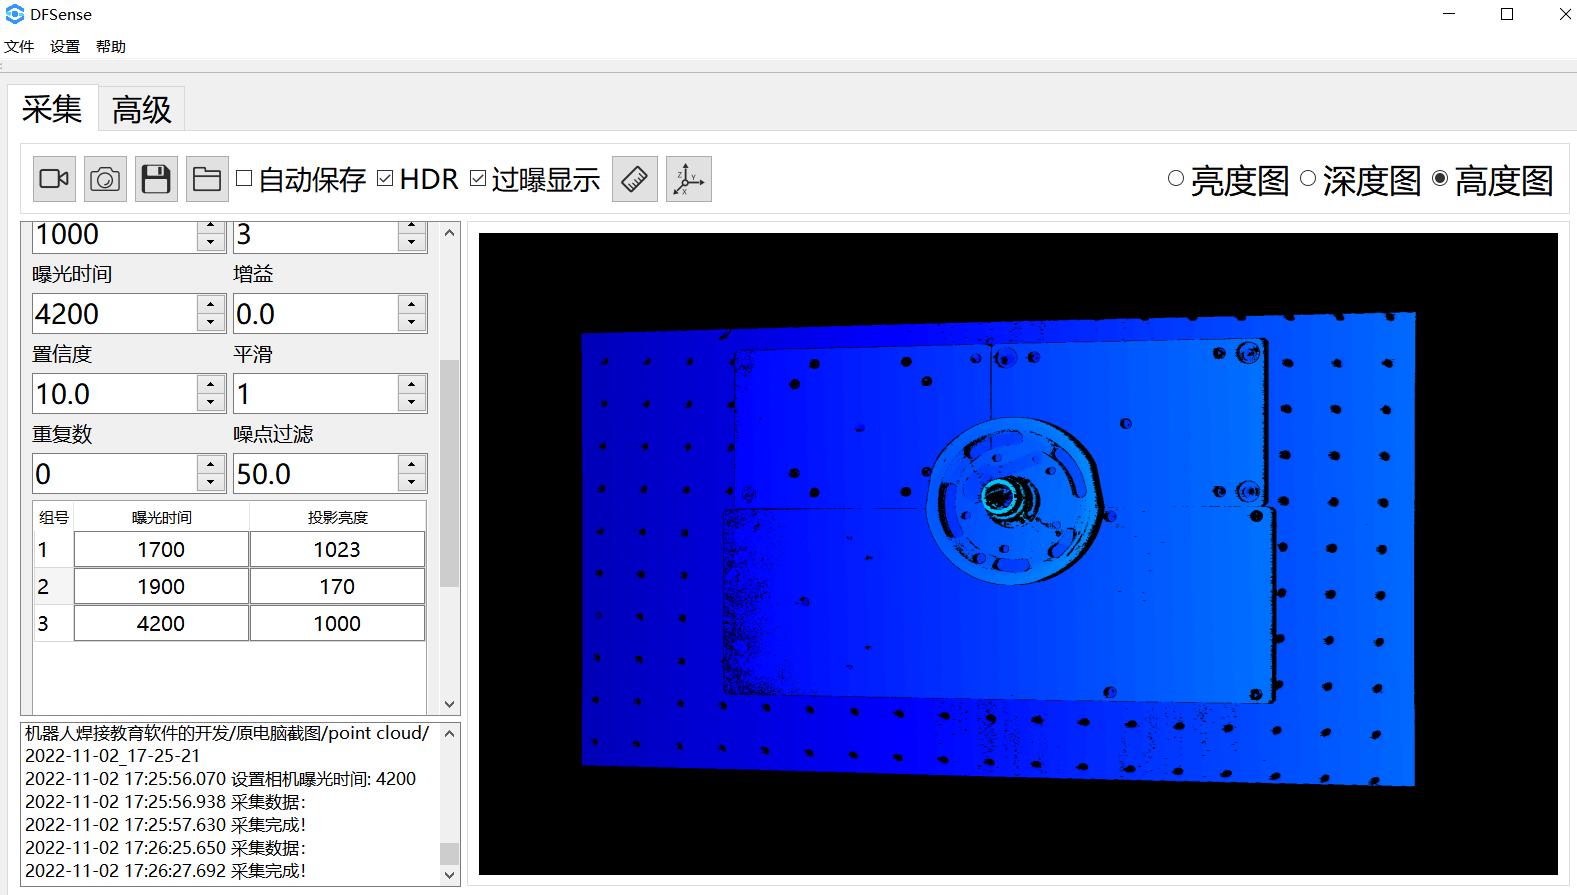 DFSense
文件 设置 帮助
采集 高级
自动保存 HDR 过曝显示 Z Y X 亮度图 深度图 高度图
1000 3
曝光时间 增益
4200 0.0
置信度 平滑
10.0 1
重复数 噪点过滤
0 50.0
组号 曝光时间 投影亮度
1 1700 1023
2 1900 170
3 4200 1000
机器人焊接教育软件的开发/原电脑截图/point cloud/
2022-11-02_17-25-21
2022-11-02 17:25:56.070 设置相机曝光时间: 4200
2022-11-02 17:25:56.938 采集数据:
2022-11-02 17:25:57.630 采集完成!
2022-11-02 17:26:25.650 采集数据:
2022-11-02 17:26:27.692 采集完成!